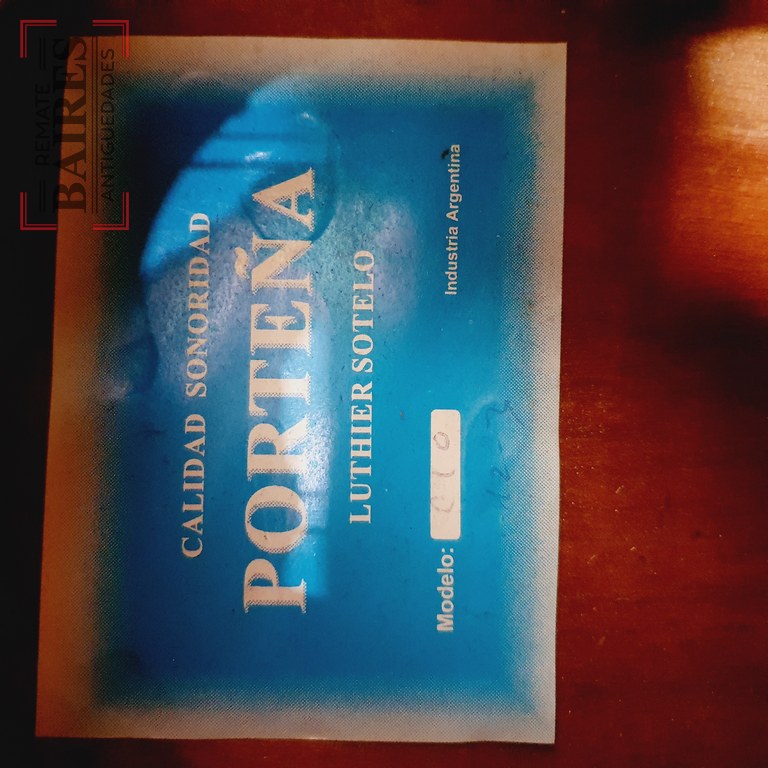 REMATE
BAIRES
ANTIGUEDADES
CALIDAD SONORIDAD
PORTEÑA
LUTHIER SOTELO
Industria Argentina
Modelo: